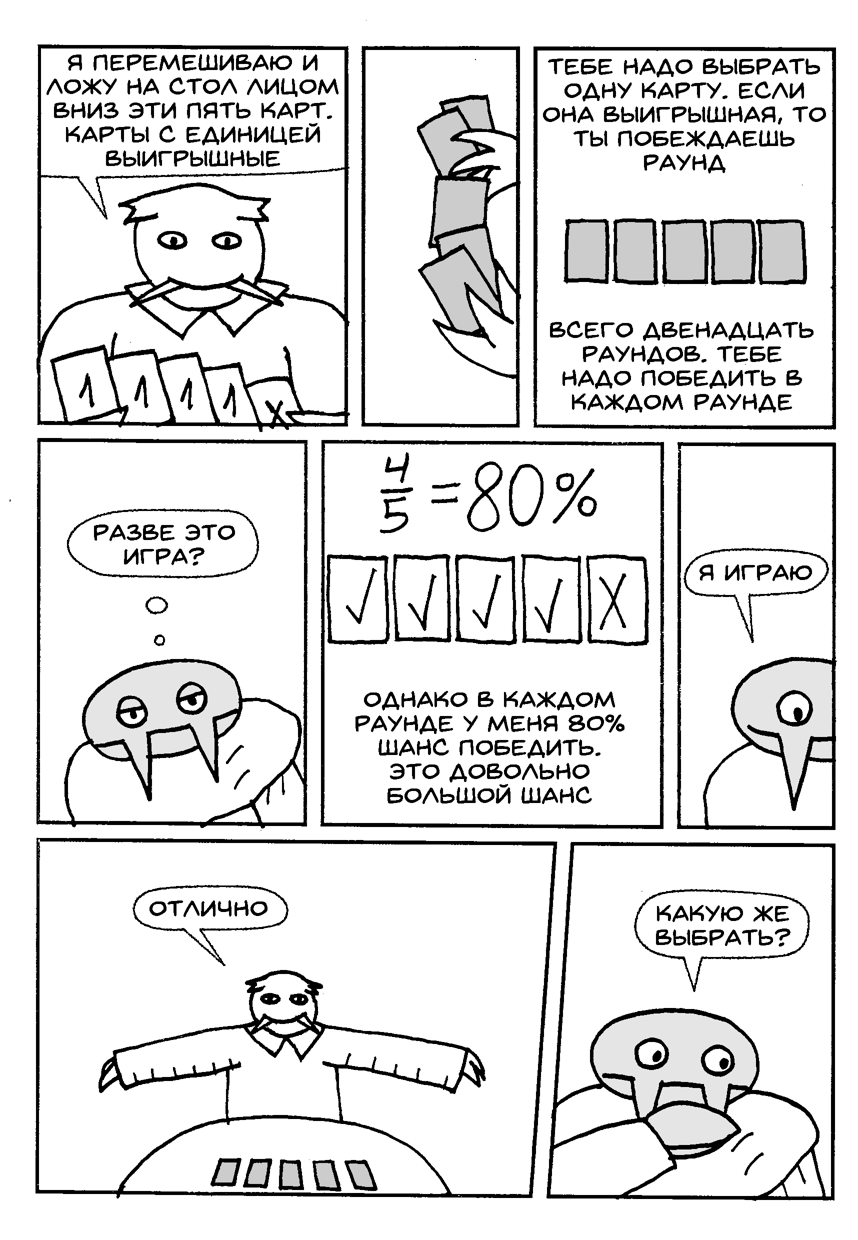 Я ПЕРЕМЕШИВАЮ И
ЛОЖУ НА СТОЛ ЛИЦОМ
ВНИЗ ЭТИ ПЯТЬ КАРТ.
КАРТЫ С ЕДИНИЦЕЙ
ВЫИГРЫШНЫЕ
1 1 1 1 X
ТЕБЕ НАДО ВЫБРАТЬ
ОДНУ КАРТУ. ЕСЛИ
ОНА ВЫИГРЫШНАЯ, ТО
ТЫ ПОБЕЖДАЕШЬ
РАУНД
ВСЕГО ДВЕНАДЦАТЬ
РАУНДОВ. ТЕБЕ
НАДО ПОБЕДИТЬ В
КАЖДОМ РАУНДЕ
РАЗВЕ ЭТО
ИГРА?
4/5 = 80%
✓ ✓ ✓ ✓ X
ОДНАКО В КАЖДОМ
РАУНДЕ У МЕНЯ 80%
ШАНС ПОБЕДИТЬ.
ЭТО ДОВОЛЬНО
БОЛЬШОЙ ШАНС
Я ИГРАЮ
ОТЛИЧНО
КАКУЮ ЖЕ
ВЫБРАТЬ?